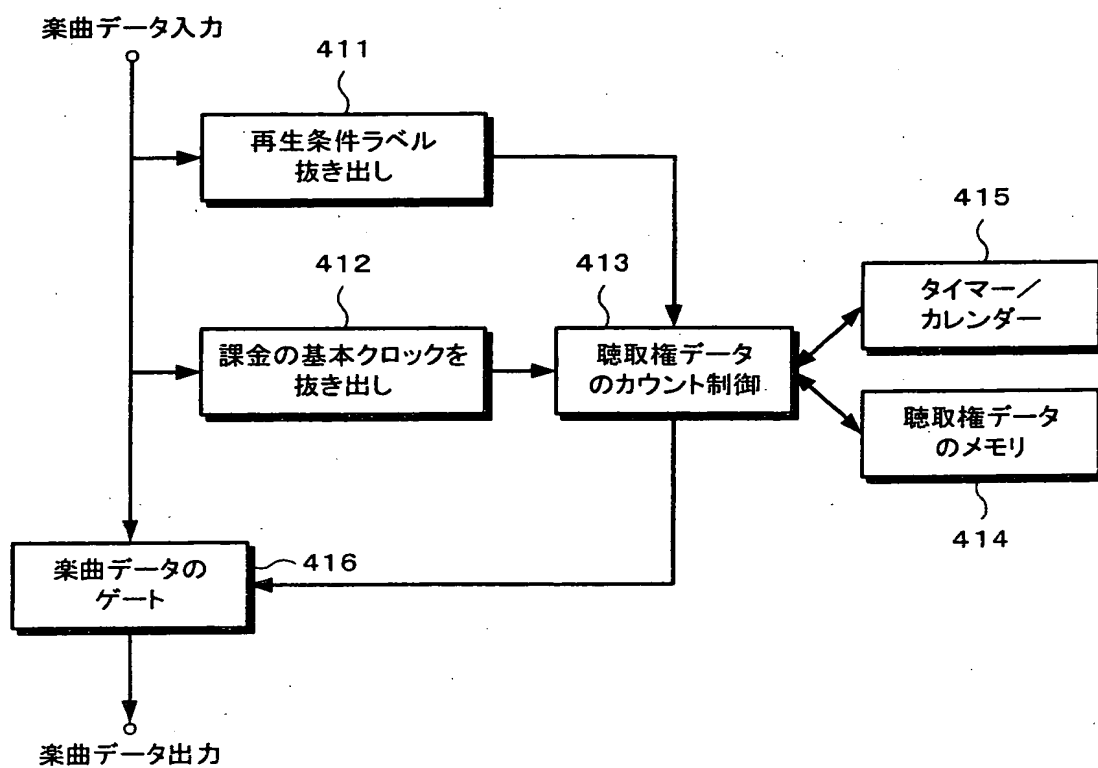 楽曲データ入力
411
再生条件ラベル
抜き出し
415
タイマー／
カレンダー
412
課金の基本クロックを
抜き出し
413
聴取権データ
のカウント制御
聴取権データ
のメモリ
414
楽曲データの
ゲート
416
楽曲データ出力